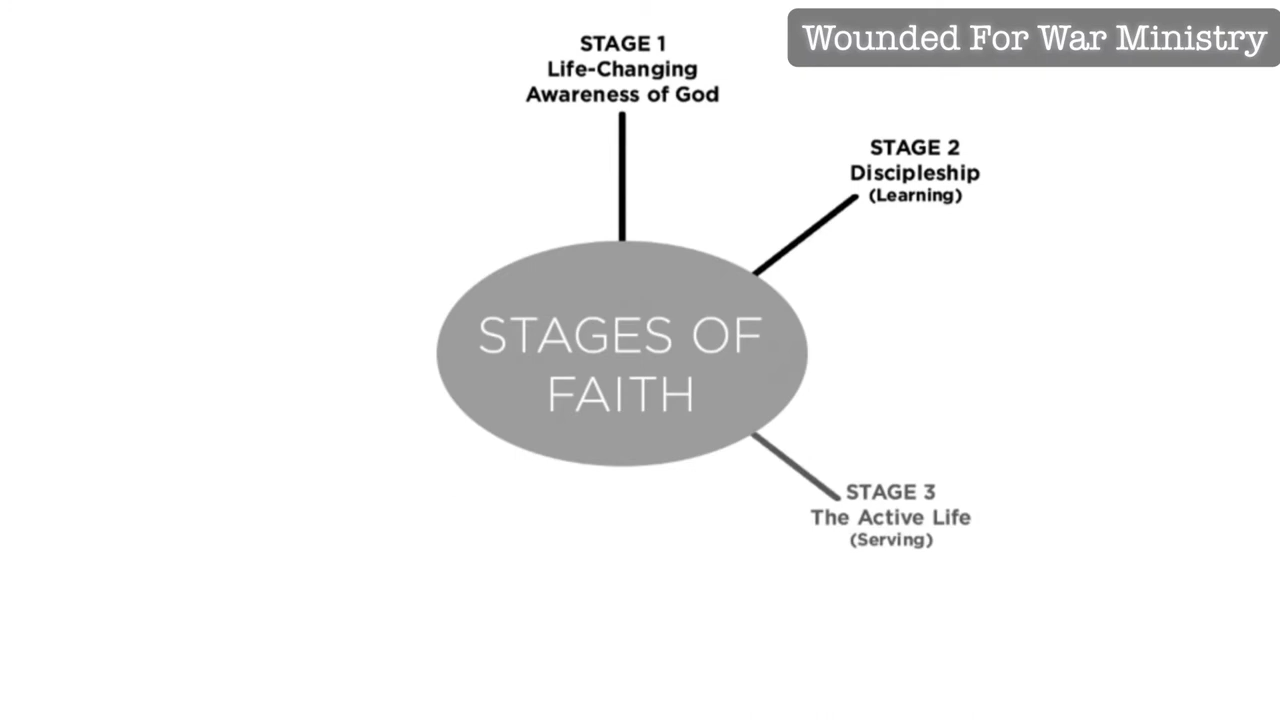 Wounded For War Ministry
STAGE 1
Life-Changing
Awareness of God
STAGE 2
Discipleship
(Learning)
STAGES OF
FAITH
STAGE 3
The Active Life
(Serving)